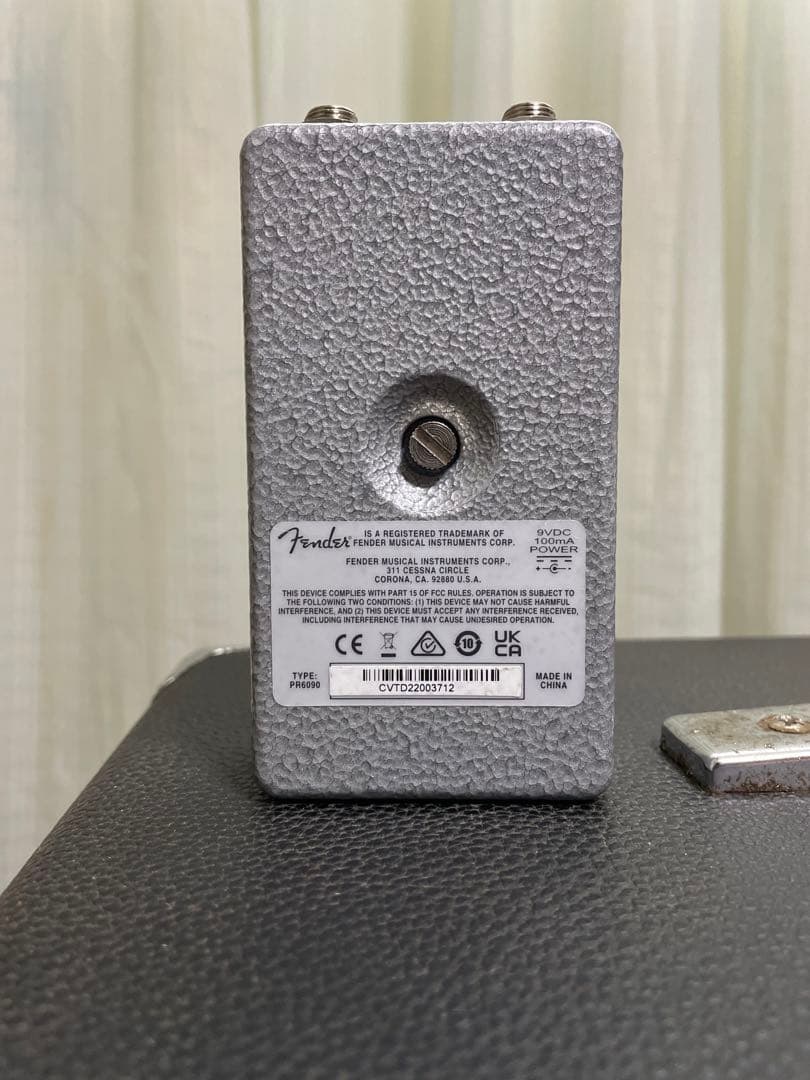 Fender IS A REGISTERED TRADEMARK OF
FENDER MUSICAL INSTRUMENTS CORP.
9VDC
100mA
POWER
FENDER MUSICAL INSTRUMENTS CORP.,
311 CESSNA CIRCLE
CORONA, CA. 92880 U.S.A.
THIS DEVICE COMPLIES WITH PART 15 OF FCC RULES. OPERATION IS SUBJECT TO
THE FOLLOWING TWO CONDITIONS: (1) THIS DEVICE MAY NOT CAUSE HARMFUL
INTERFERENCE, AND (2) THIS DEVICE MUST ACCEPT ANY INTERFERENCE RECEIVED,
INCLUDING INTERFERENCE THAT MAY CAUSE UNDESIRED OPERATION.
CE 10 UK
CA
TYPE:
PR6090
CVTD22003712
MADE IN
CHINA